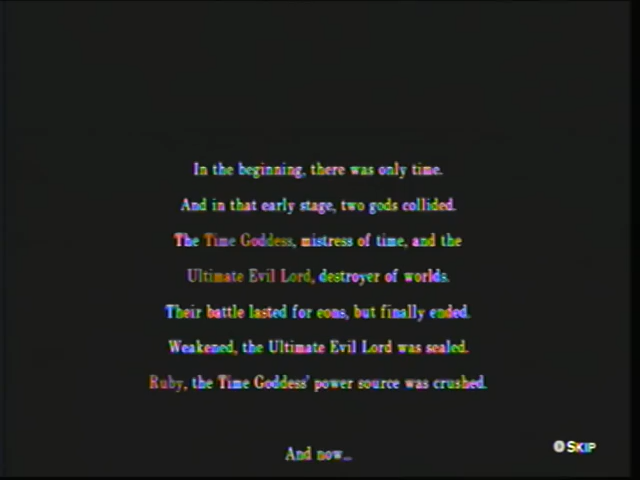 In the beginning, there was only time.
And in that early stage, two gods collided.
The Time Goddess, mistress of time, and the
Ultimate Evil Lord, destroyer of worlds.
Their battle lasted for eons, but finally ended.
Weakened, the Ultimate Evil Lord was sealed.
Ruby, the Time Goddess' power source was crushed.
And now...
SKIP